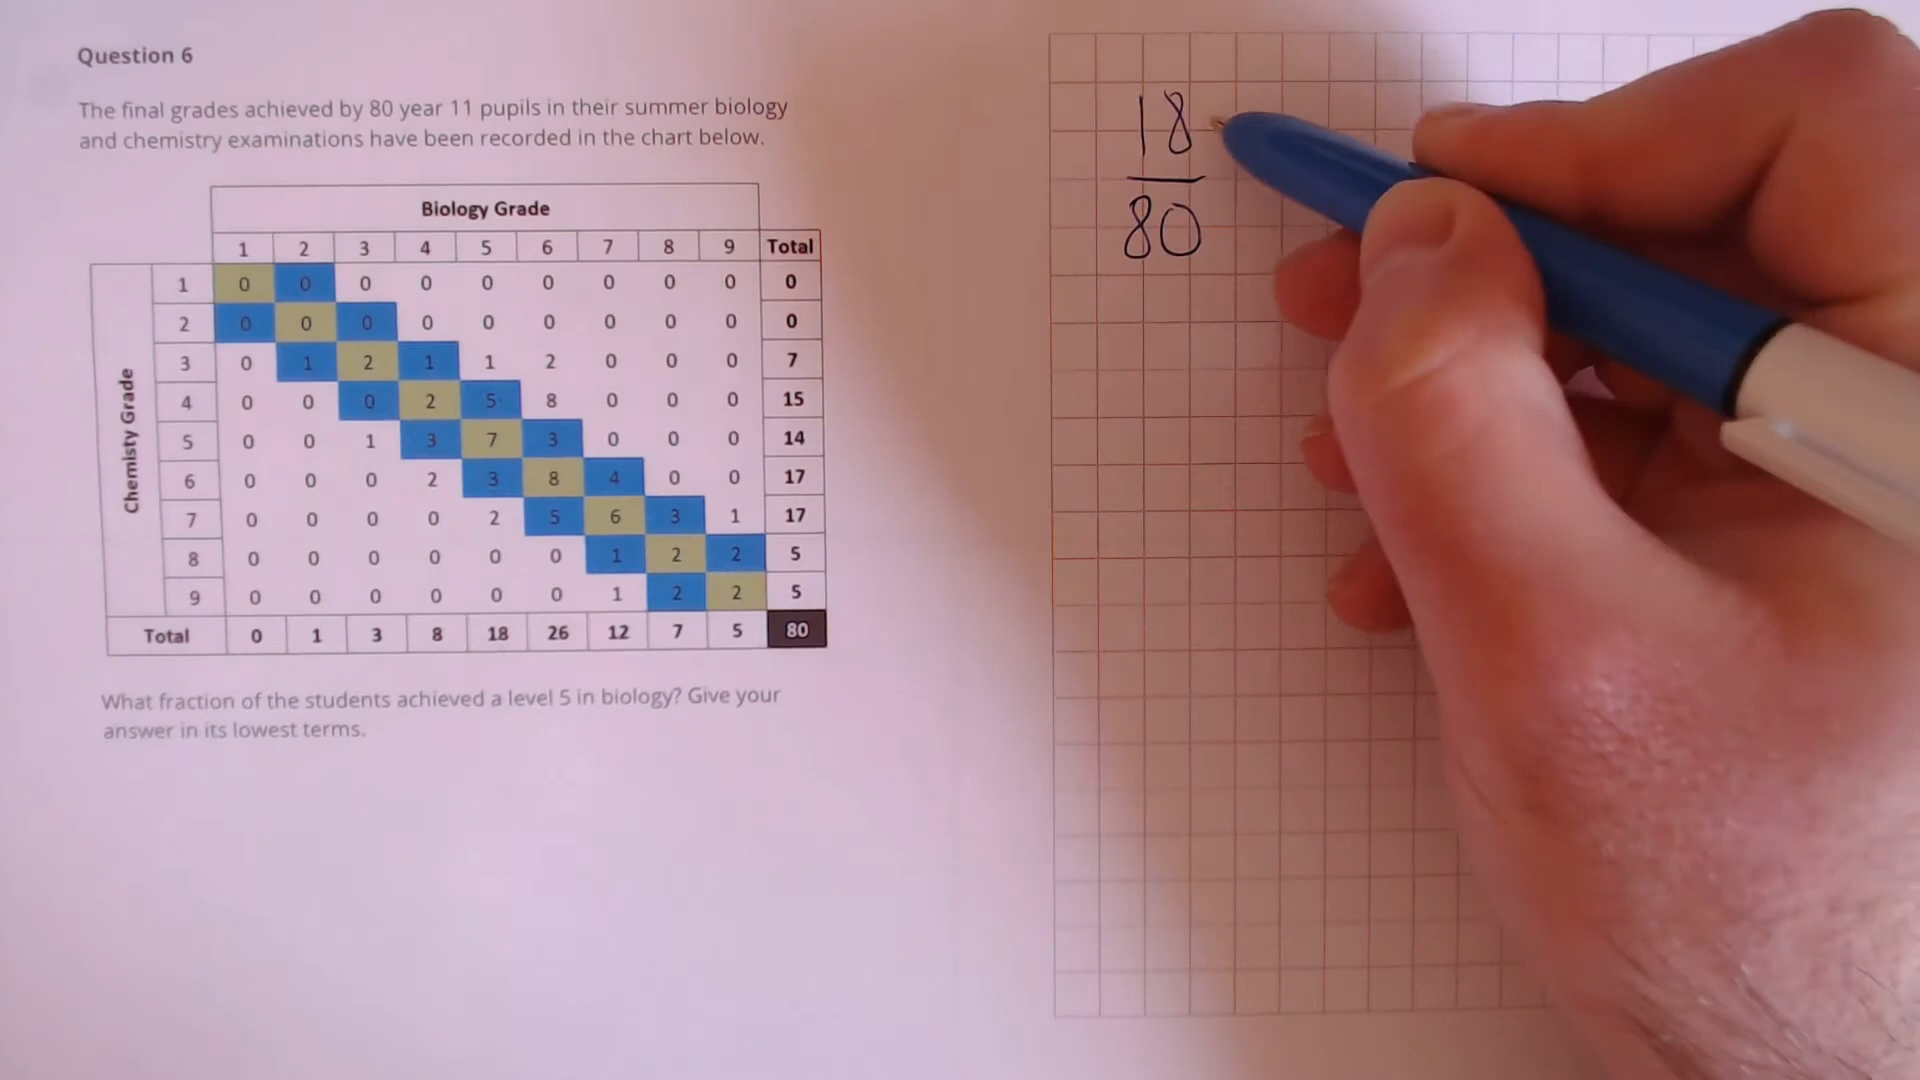 Question 6
The final grades achieved by 80 year 11 pupils in their summer biology
and chemistry examinations have been recorded in the chart below.
Biology Grade
1 2 3 4 5 6 7 8 9 Total
Chemisty Grade
1 0 0 0 0 0 0 0 0 0 0
2 0 0 0 0 0 0 0 0 0 0
3 0 1 2 1 1 2 0 0 0 7
4 0 0 0 2 5 8 0 0 0 15
5 0 0 1 3 7 3 0 0 0 14
6 0 0 0 2 3 8 4 0 0 17
7 0 0 0 0 2 5 6 3 1 17
8 0 0 0 0 0 0 1 2 2 5
9 0 0 0 0 0 0 1 2 2 5
Total 0 1 3 8 18 26 12 7 5 80
What fraction of the students achieved a level 5 in biology? Give your
answer in its lowest terms.
18
80